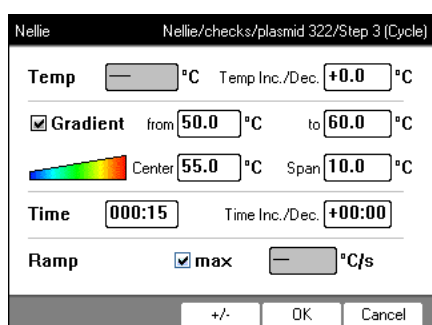 Nellie Nellie/checks/plasmid 322/Step 3 (Cycle)
Temp — °C Temp Inc./Dec. +0.0 °C
Gradient from 50.0 °C to 60.0 °C
Center 55.0 °C Span 10.0 °C
Time 000:15 Time Inc./Dec. +00:00
Ramp max — °C/s
+/- OK Cancel